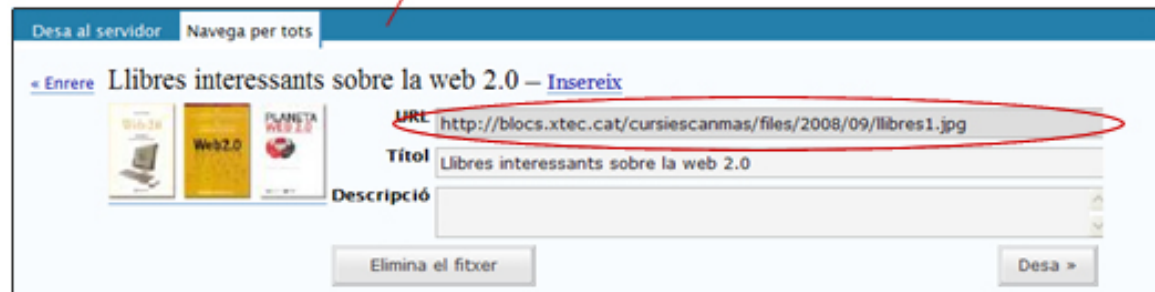 Desa al servidor Navega per tots
« Enrere Llibres interessants sobre la web 2.0 – Insereix
Web2.0
PLANETA
WEB 2.0
URL http://blocs.xtec.cat/cursiescanmas/files/2008/09/llibres1.jpg
Títol Llibres interessants sobre la web 2.0
Descripció
Elimina el fitxer Desa »